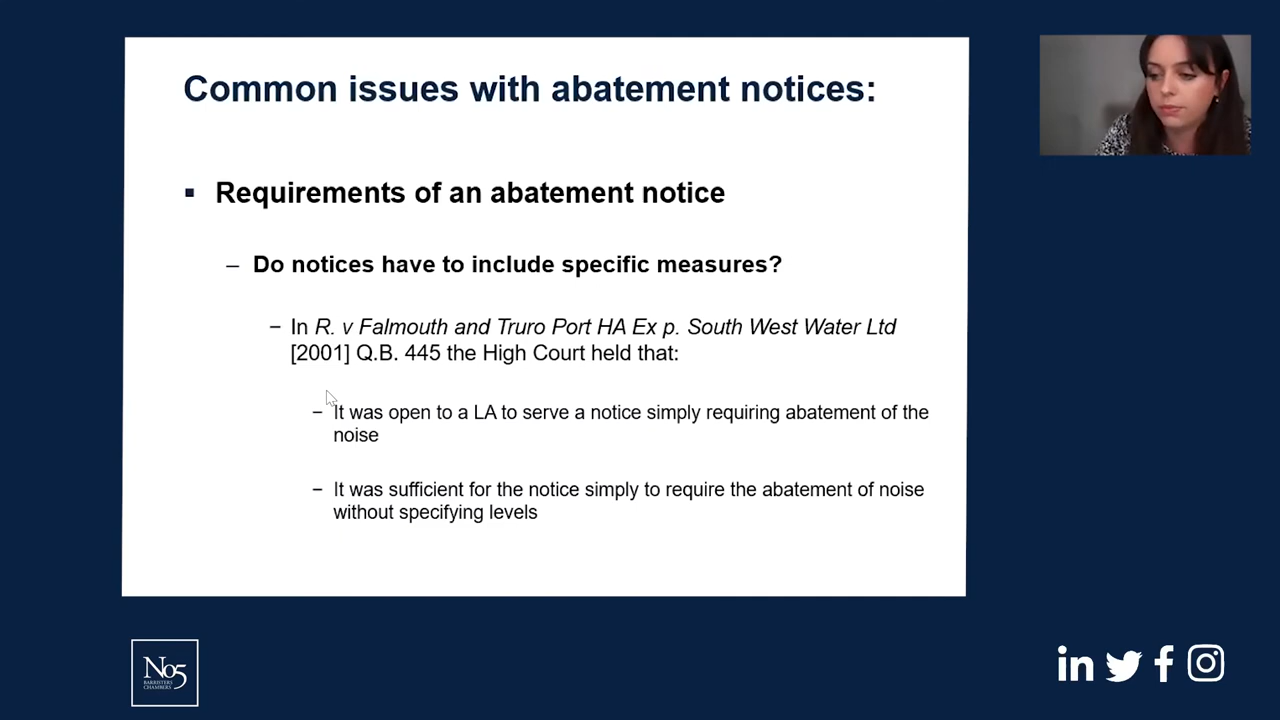 Common issues with abatement notices:
▪ Requirements of an abatement notice
– Do notices have to include specific measures?
– In R. v Falmouth and Truro Port HA Ex p. South West Water Ltd
[2001] Q.B. 445 the High Court held that:
– It was open to a LA to serve a notice simply requiring abatement of the
noise
– It was sufficient for the notice simply to require the abatement of noise
without specifying levels
No5
BARRISTERS
CHAMBERS